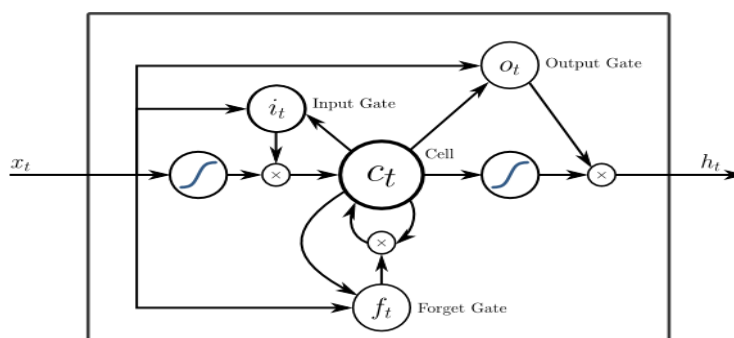 o_t Output Gate
i_t Input Gate
Cell
x_t
×
c_t
×
h_t
×
f_t Forget Gate